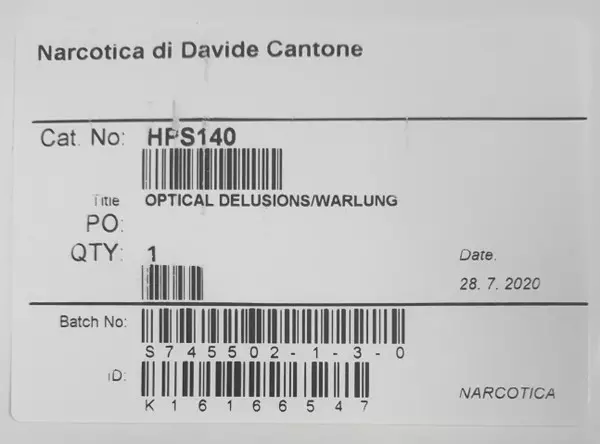 Narcotica di Davide Cantone
Cat. No: HPS140
Title OPTICAL DELUSIONS/WARLUNG
PO:
QTY: 1
Date.
28. 7. 2020
Batch No:
S745502-1-3-0
ID:
K16166547
NARCOTICA